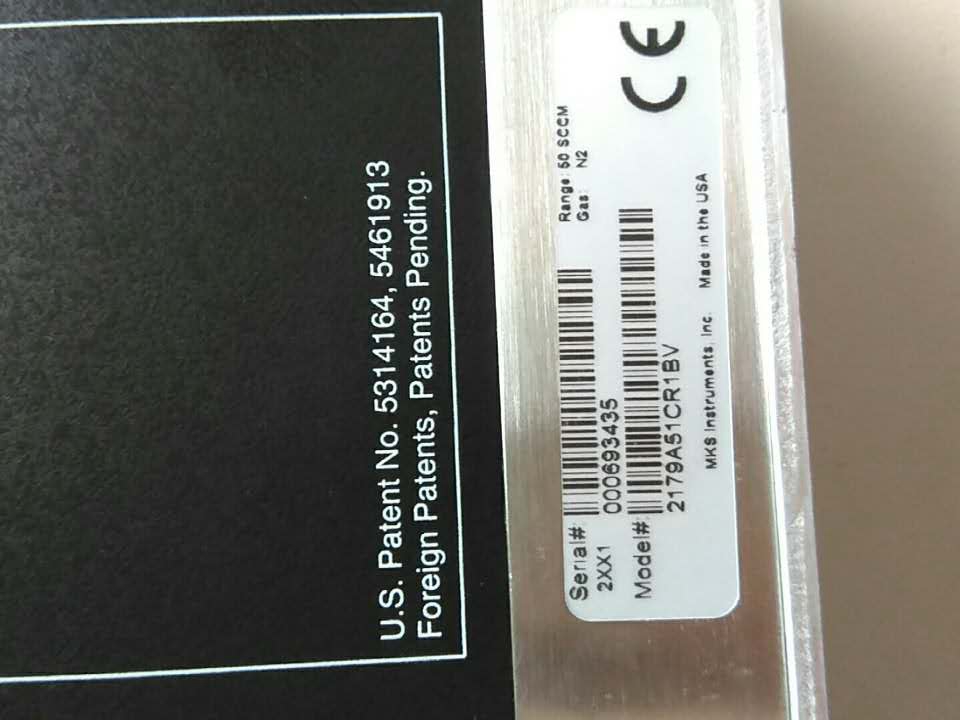 U.S. Patent No. 5314164, 5461913
Foreign Patents, Patents Pending.
Serial#:
2XX1
000693435
Range: 50 SCCM
Gas: N2
Model#:
2179A51CR1BV
MKS Instruments, Inc. Made in the USA
CE